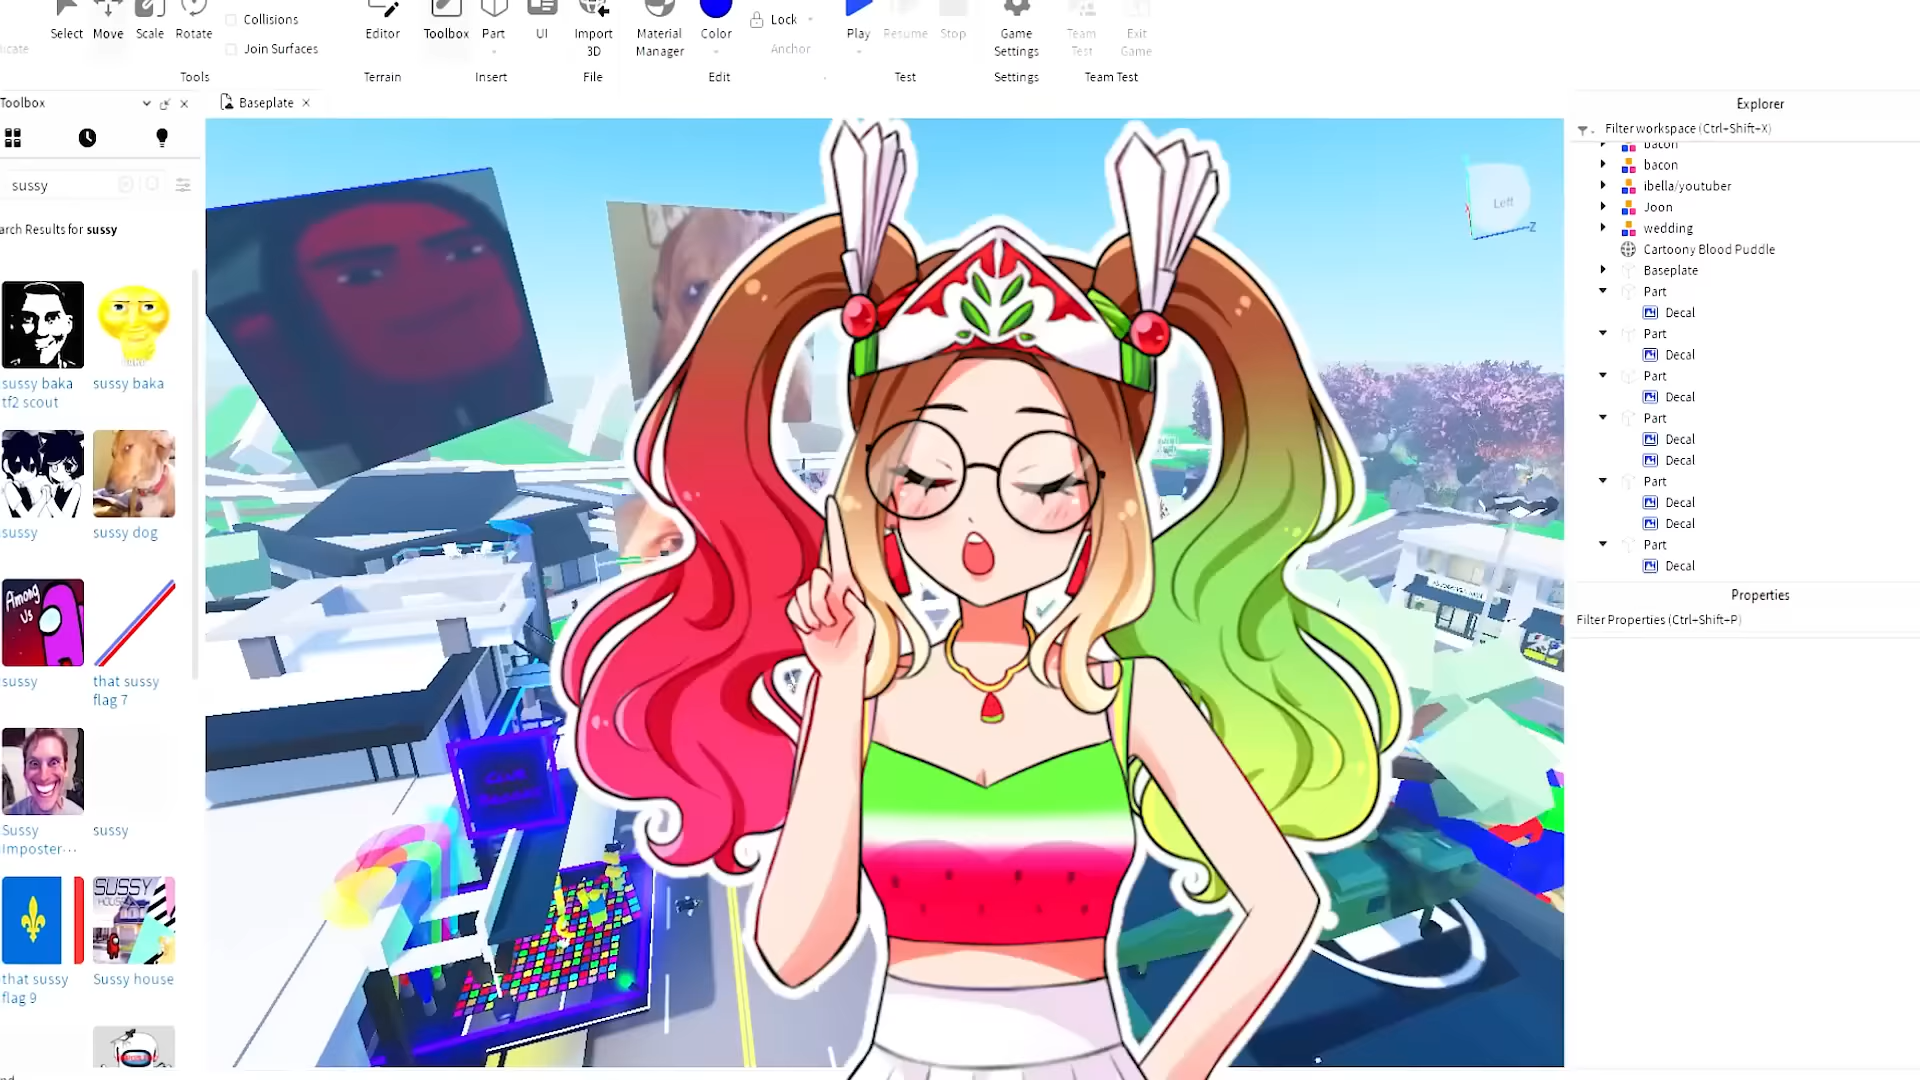 Select Move Scale Rotate
Collisions
Join Surfaces
Tools
Editor
Terrain
Toolbox Part UI
Insert
Import
3D
File
Material
Manager
Color
Lock
Anchor
Edit
Play Resume Stop
Test
Game
Settings
Settings
Team
Test
Exit
Game
Team Test
Toolbox
Baseplate
sussy
arch Results for sussy
sussy baka
tf2 scout
sussy baka
sussy
sussy dog
Among
Us
sussy
that sussy
flag 7
Sussy
imposter...
sussy
that sussy
flag 9
SUSSY
Sussy house
Left
Z
Explorer
Filter workspace (Ctrl+Shift+X)
bacon
bacon
ibella/youtuber
Joon
wedding
Cartoony Blood Puddle
Baseplate
Part
Decal
Part
Decal
Part
Decal
Part
Decal
Decal
Part
Decal
Decal
Part
Decal
Properties
Filter Properties (Ctrl+Shift+P)